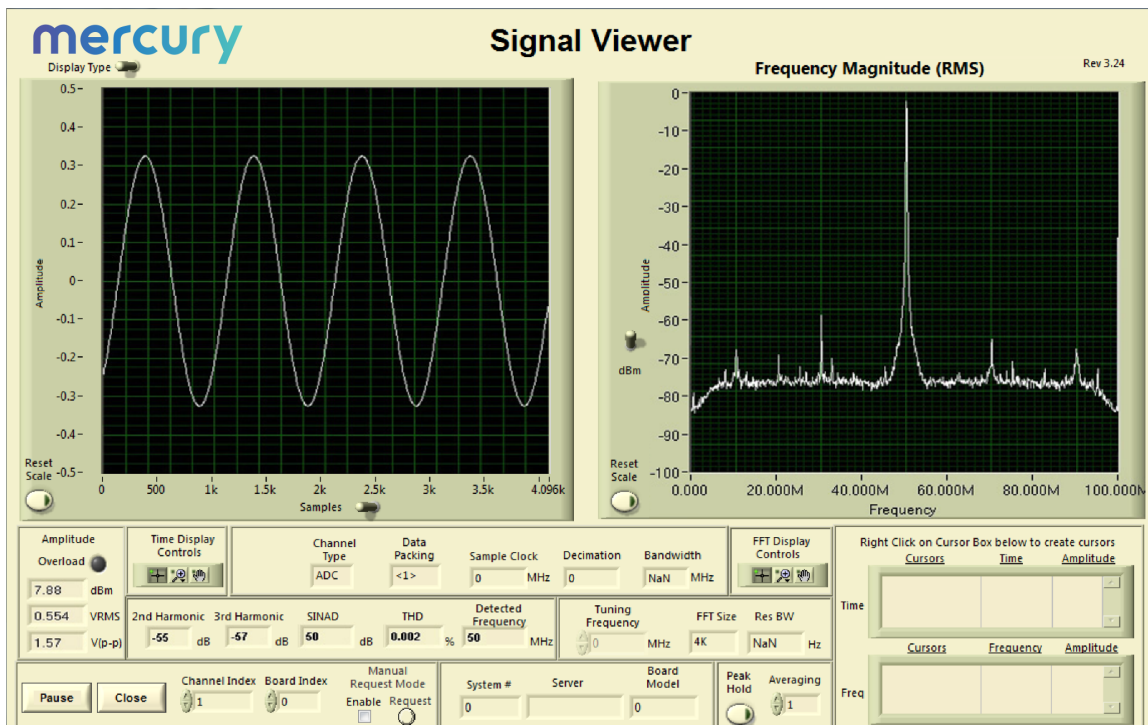 mercury
Signal Viewer
Display Type
Frequency Magnitude (RMS)
Rev 3.24
0.5
0.4
0.3
0.2
0.1
0
-0.1
-0.2
-0.3
-0.4
-0.5
Amplitude
Reset
Scale
0 500 1k 1.5k 2k 2.5k 3k 3.5k 4.096k
Samples
0
-10
-20
-30
-40
-50
-60
-70
-80
-90
-100
Amplitude
dBm
Reset
Scale
0.000 20.000M 40.000M 60.000M 80.000M 100.000M
Frequency
Amplitude
Overload
7.88 dBm
0.554 VRMS
1.57 V(p-p)
Time Display
Controls
Channel Type
ADC
Data Packing
<1>
Sample Clock
0 MHz
Decimation
0
Bandwidth
NaN MHz
FFT Display
Controls
2nd Harmonic
-55 dB
3rd Harmonic
-67 dB
SINAD
50 dB
THD
0.002 %
Detected Frequency
50 MHz
Tuning Frequency
0 MHz
FFT Size
4K
Res BW
NaN Hz
Right Click on Cursor Box below to create cursors
Cursors Time Amplitude
Time
Cursors Frequency Amplitude
Freq
Pause
Close
Channel Index
1
Board Index
0
Manual
Request Mode
Enable Request
System #
0
Server
Board Model
0
Peak Hold
Averaging
1